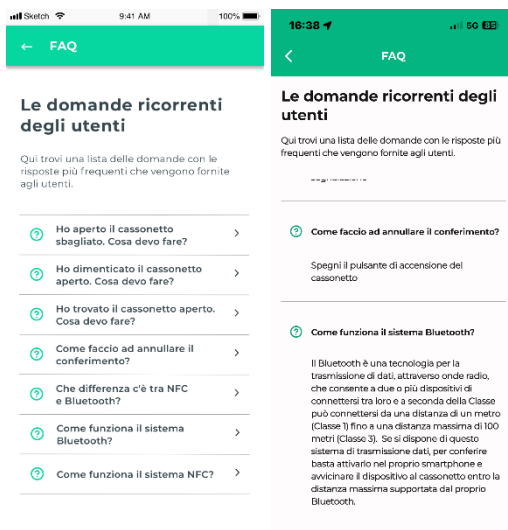 Sketch 9:41 AM 100%
FAQ
Le domande ricorrenti
degli utenti
Qui trovi una lista delle domande con le
risposte più frequenti che vengono fornite
agli utenti.
Ho aperto il cassonetto
sbagliato. Cosa devo fare?
Ho dimenticato il cassonetto
aperto. Cosa devo fare?
Ho trovato il cassonetto aperto.
Cosa devo fare?
Come faccio ad annullare il
conferimento?
Che differenza c'è tra NFC
e Bluetooth?
Come funziona il sistema
Bluetooth?
Come funziona il sistema NFC?
16:38 5G
FAQ
Le domande ricorrenti degli
utenti
Qui trovi una lista delle domande con le risposte più
frequenti che vengono fornite agli utenti.
Come faccio ad annullare il conferimento?
Spegni il pulsante di accensione del
cassonetto
Come funziona il sistema Bluetooth?
Il Bluetooth è una tecnologia per la
trasmissione di dati, attraverso onde radio,
che consente a due o più dispositivi di
connettersi tra loro e a seconda della Classe
può connettersi da una distanza di un metro
(Classe 1) fino a una distanza massima di 100
metri (Classe 3). Se si dispone di questo
sistema di trasmissione dati, per conferire
basta attivarlo nel proprio smartphone e
avvicinare il dispositivo al cassonetto entro la
distanza massima supportata dal proprio
Bluetooth.